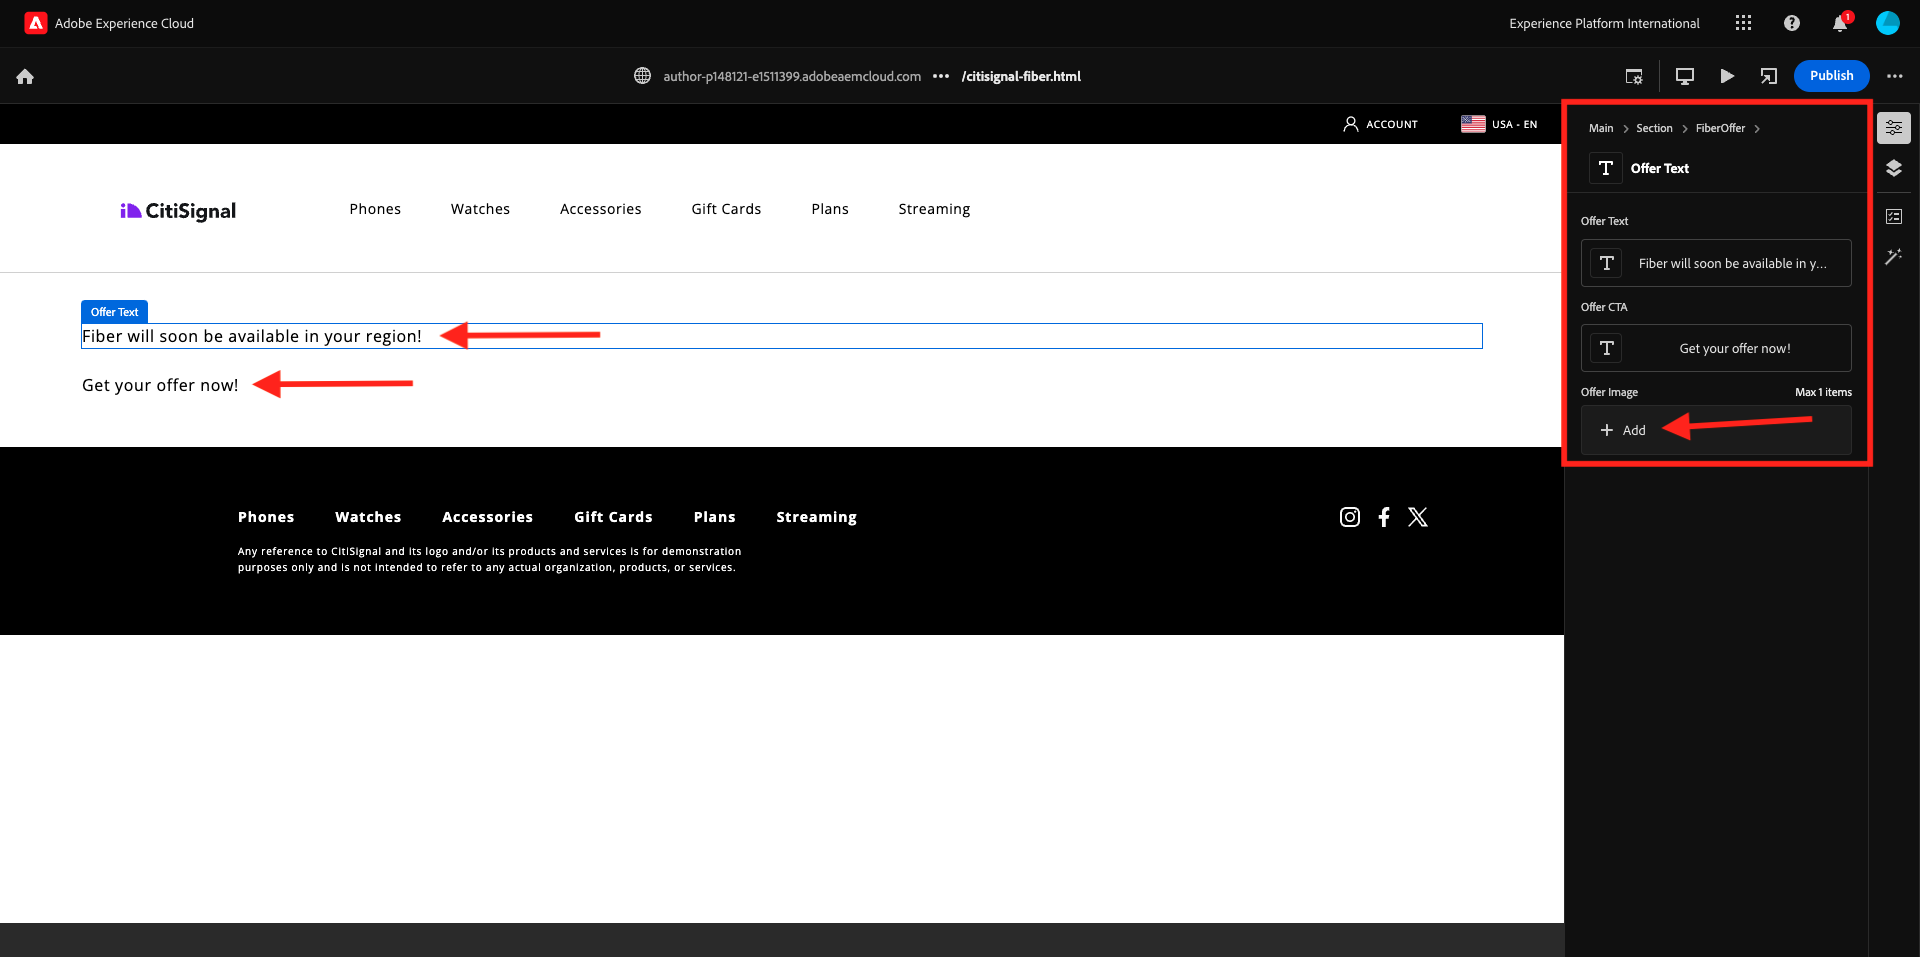 Adobe Experience Cloud
Experience Platform International
1
author-p148121-e1511399.adobeaemcloud.com ••• /citisignal-fiber.html
Publish
ACCOUNT
USA - EN
Main > Section > FiberOffer >
T Offer Text
CitiSignal
Phones Watches Accessories Gift Cards Plans Streaming
Offer Text
T Fiber will soon be available in y...
Offer CTA
T Get your offer now!
Offer Image Max 1 items
+ Add
Offer Text
Fiber will soon be available in your region!
Get your offer now!
Phones Watches Accessories Gift Cards Plans Streaming
Any reference to CitiSignal and its logo and/or its products and services is for demonstration
purposes only and is not intended to refer to any actual organization, products, or services.